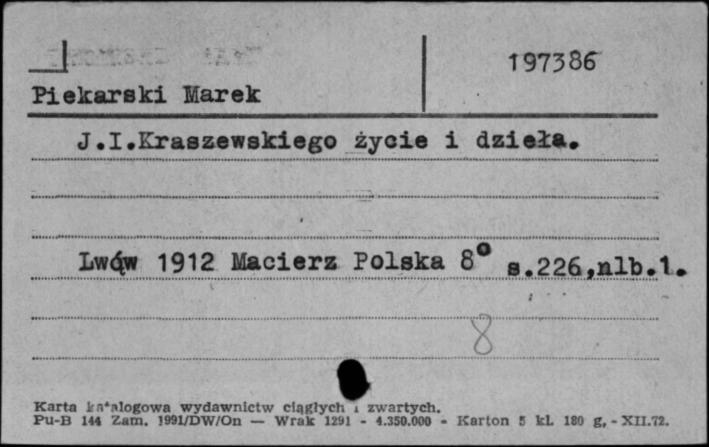 197386
Piekarski Marek
J.I.Kraszewskiego życie i dzieła.
Lwów 1912 Macierz Polska 8° s.226,nlb.1.
8
Karta katalogowa wydawnictw ciągłych i zwartych.
Pu-B 144 Zam. 1991/DW/On — Wrak 1291 - 4.350.000 - Karton 5 kl. 180 g. - XII.72.